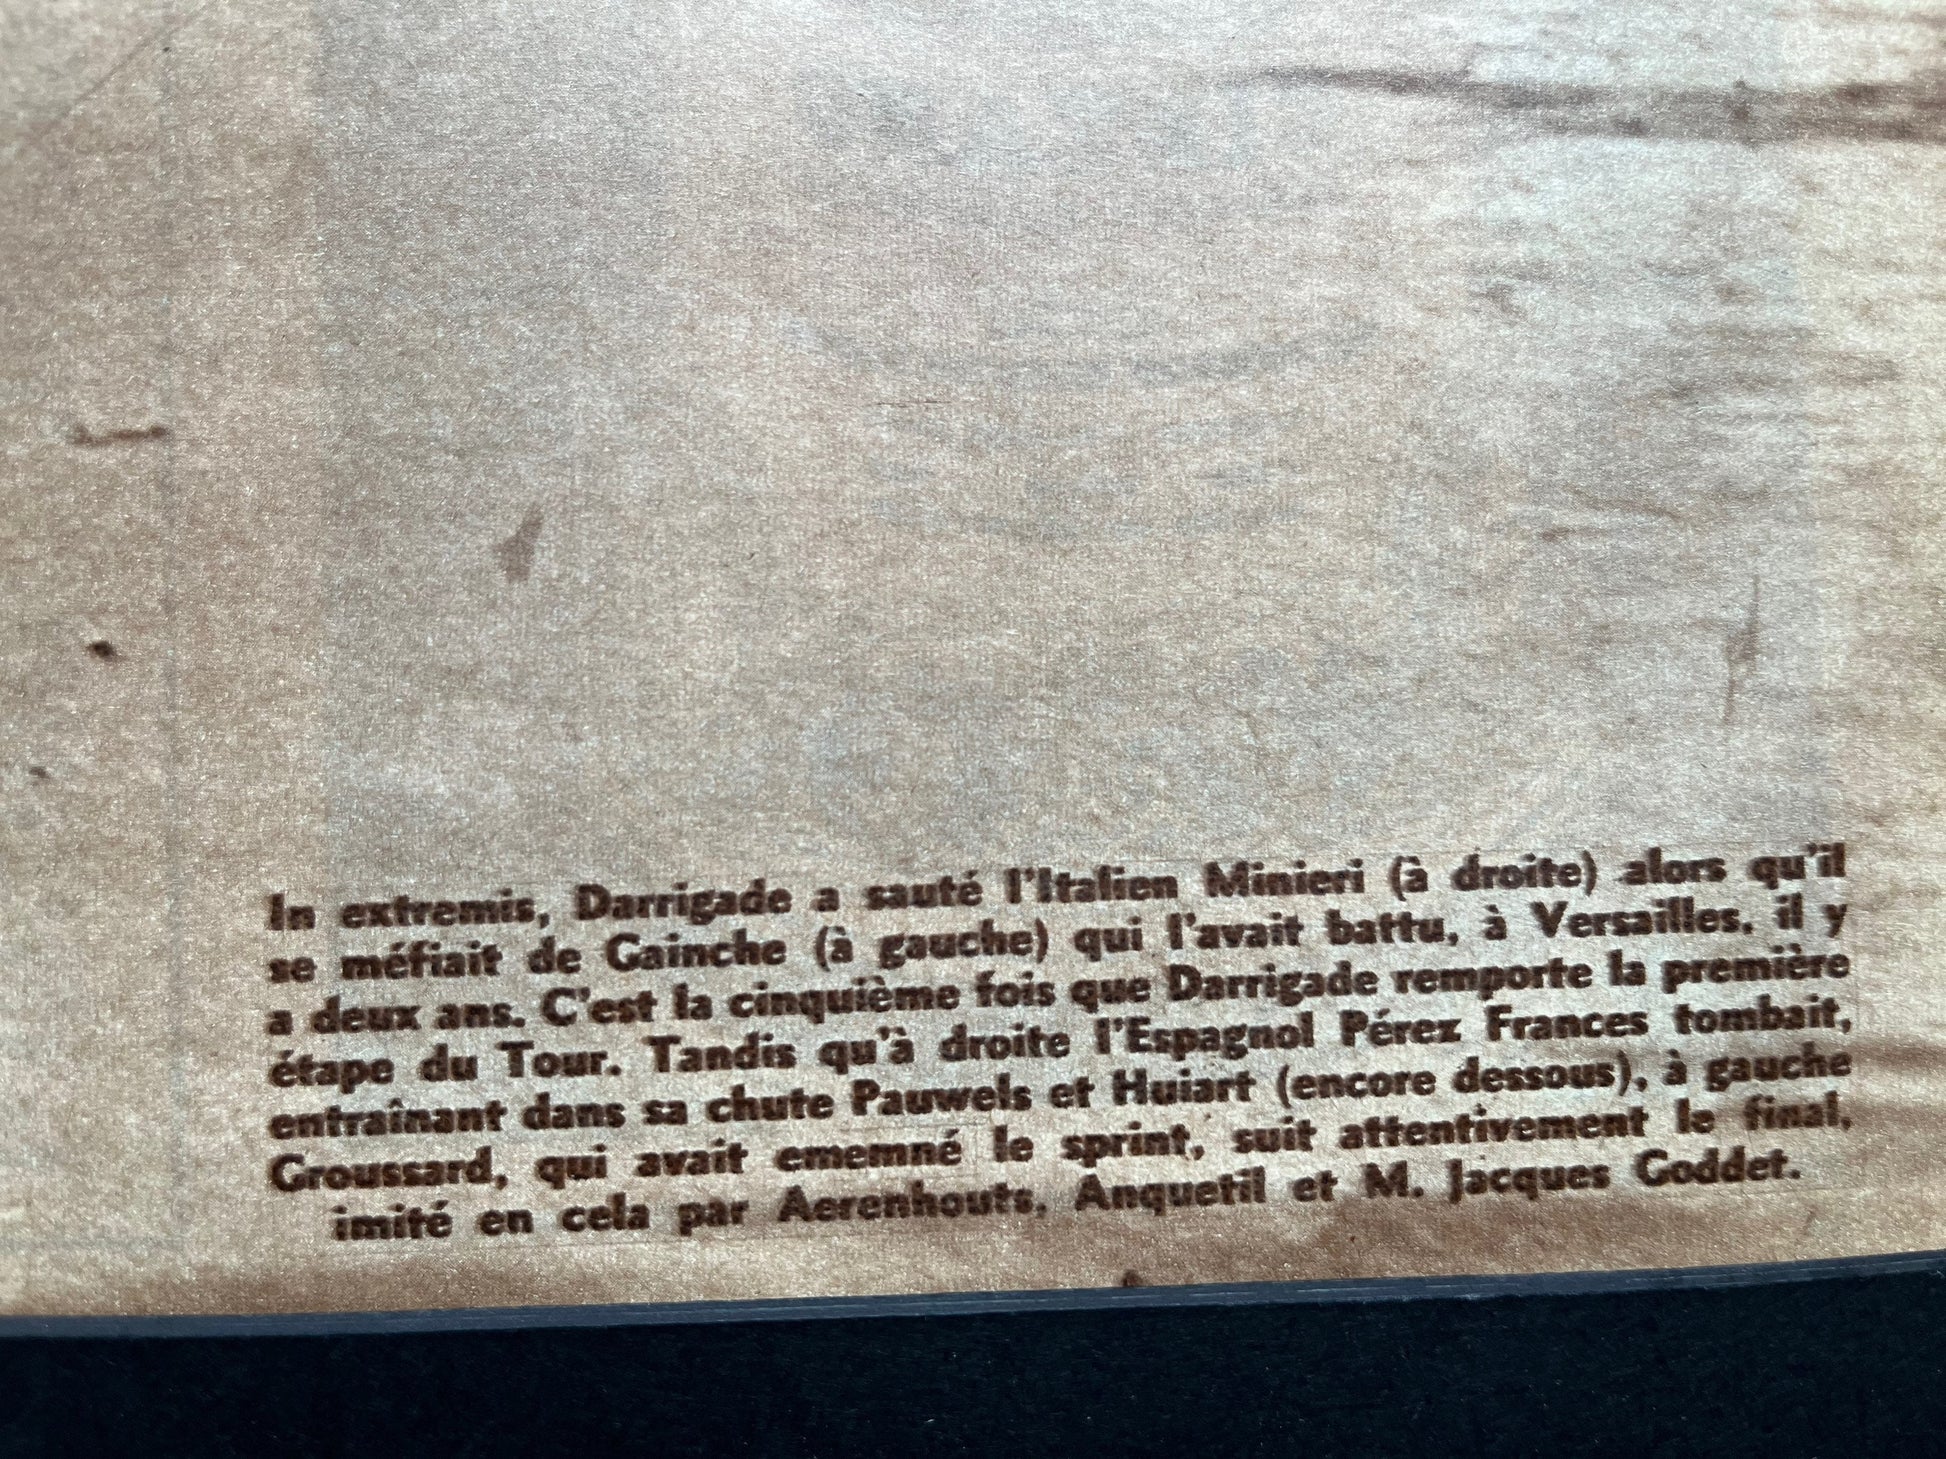 In extremis, Darrigade a sauté l'Italien Minieri (à droite) alors qu'il
se méfiait de Gainche (à gauche) qui l'avait battu, à Versailles, il y
a deux ans. C'est la cinquième fois que Darrigade remporte la première
étape du Tour. Tandis qu'à droite l'Espagnol Pérez Frances tombait,
entraînant dans sa chute Pauwels et Huiart (encore dessous), à gauche
Groussard, qui avait ememné le sprint, suit attentivement le final,
imité en cela par Aerenhouts, Anquetil et M. Jacques Goddet.